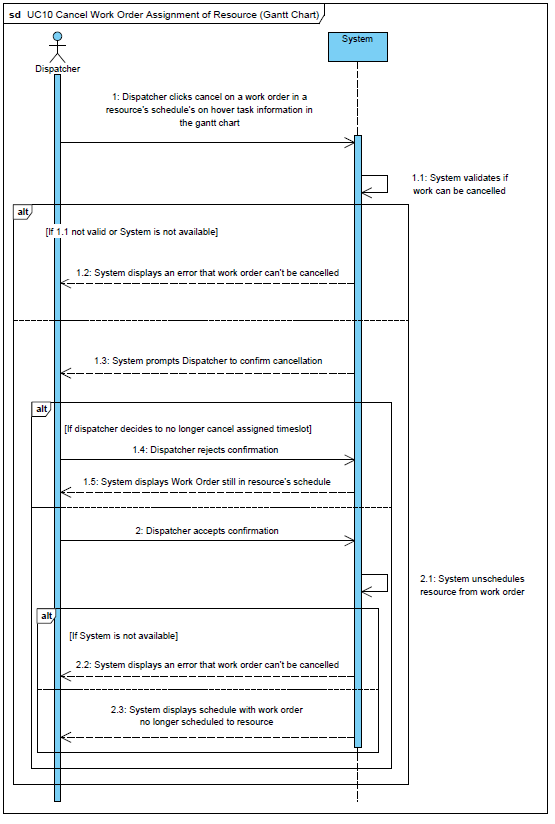 sd UC10 Cancel Work Order Assignment of Resource (Gantt Chart)
System
Dispatcher
1: Dispatcher clicks cancel on a work order in a
resource's schedule's on hover task information in
the gantt chart
1.1: System validates if
work can be cancelled
alt
[If 1.1 not valid or System is not available]
1.2: System displays an error that work order can't be cancelled
1.3: System prompts Dispatcher to confirm cancellation
alt
[If dispatcher decides to no longer cancel assigned timeslot]
1.4: Dispatcher rejects confirmation
1.5: System displays Work Order still in resource's schedule
2: Dispatcher accepts confirmation
2.1: System unschedules
resource from work order
alt
[If System is not available]
2.2: System displays an error that work order can't be cancelled
2.3: System displays schedule with work order
no longer scheduled to resource